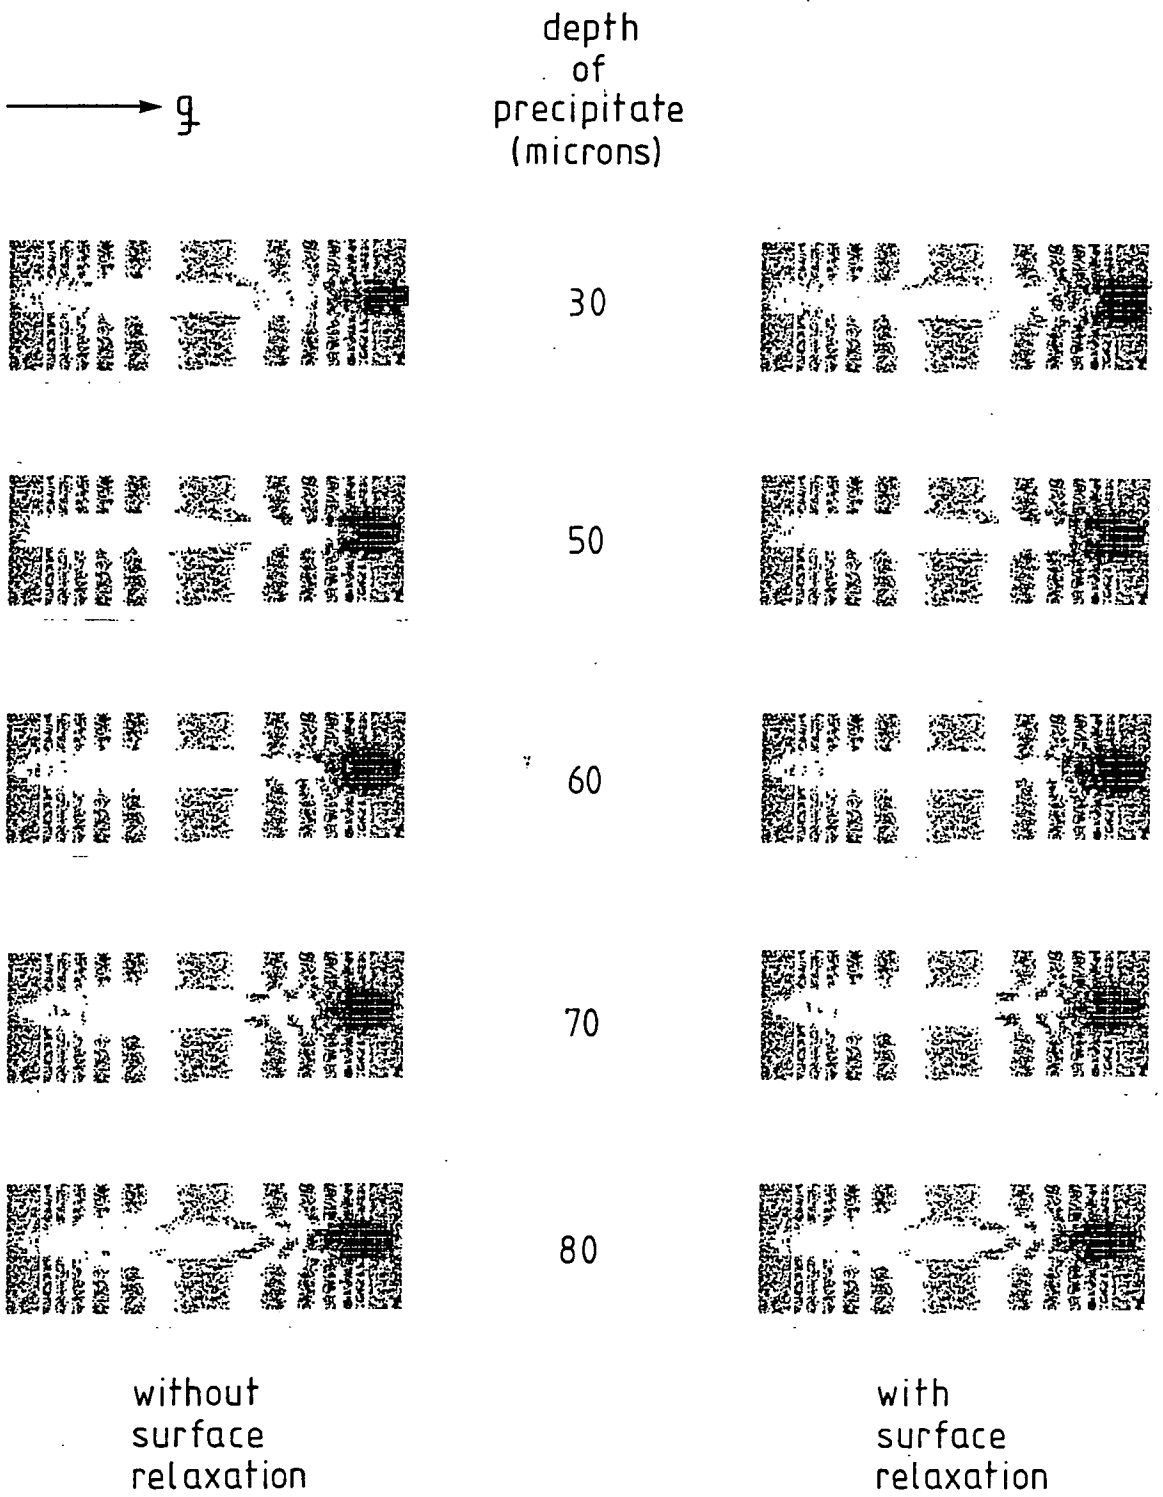 depth
of
precipitate
(microns)
g
30
50
60
70
80
without
surface
relaxation
with
surface
relaxation